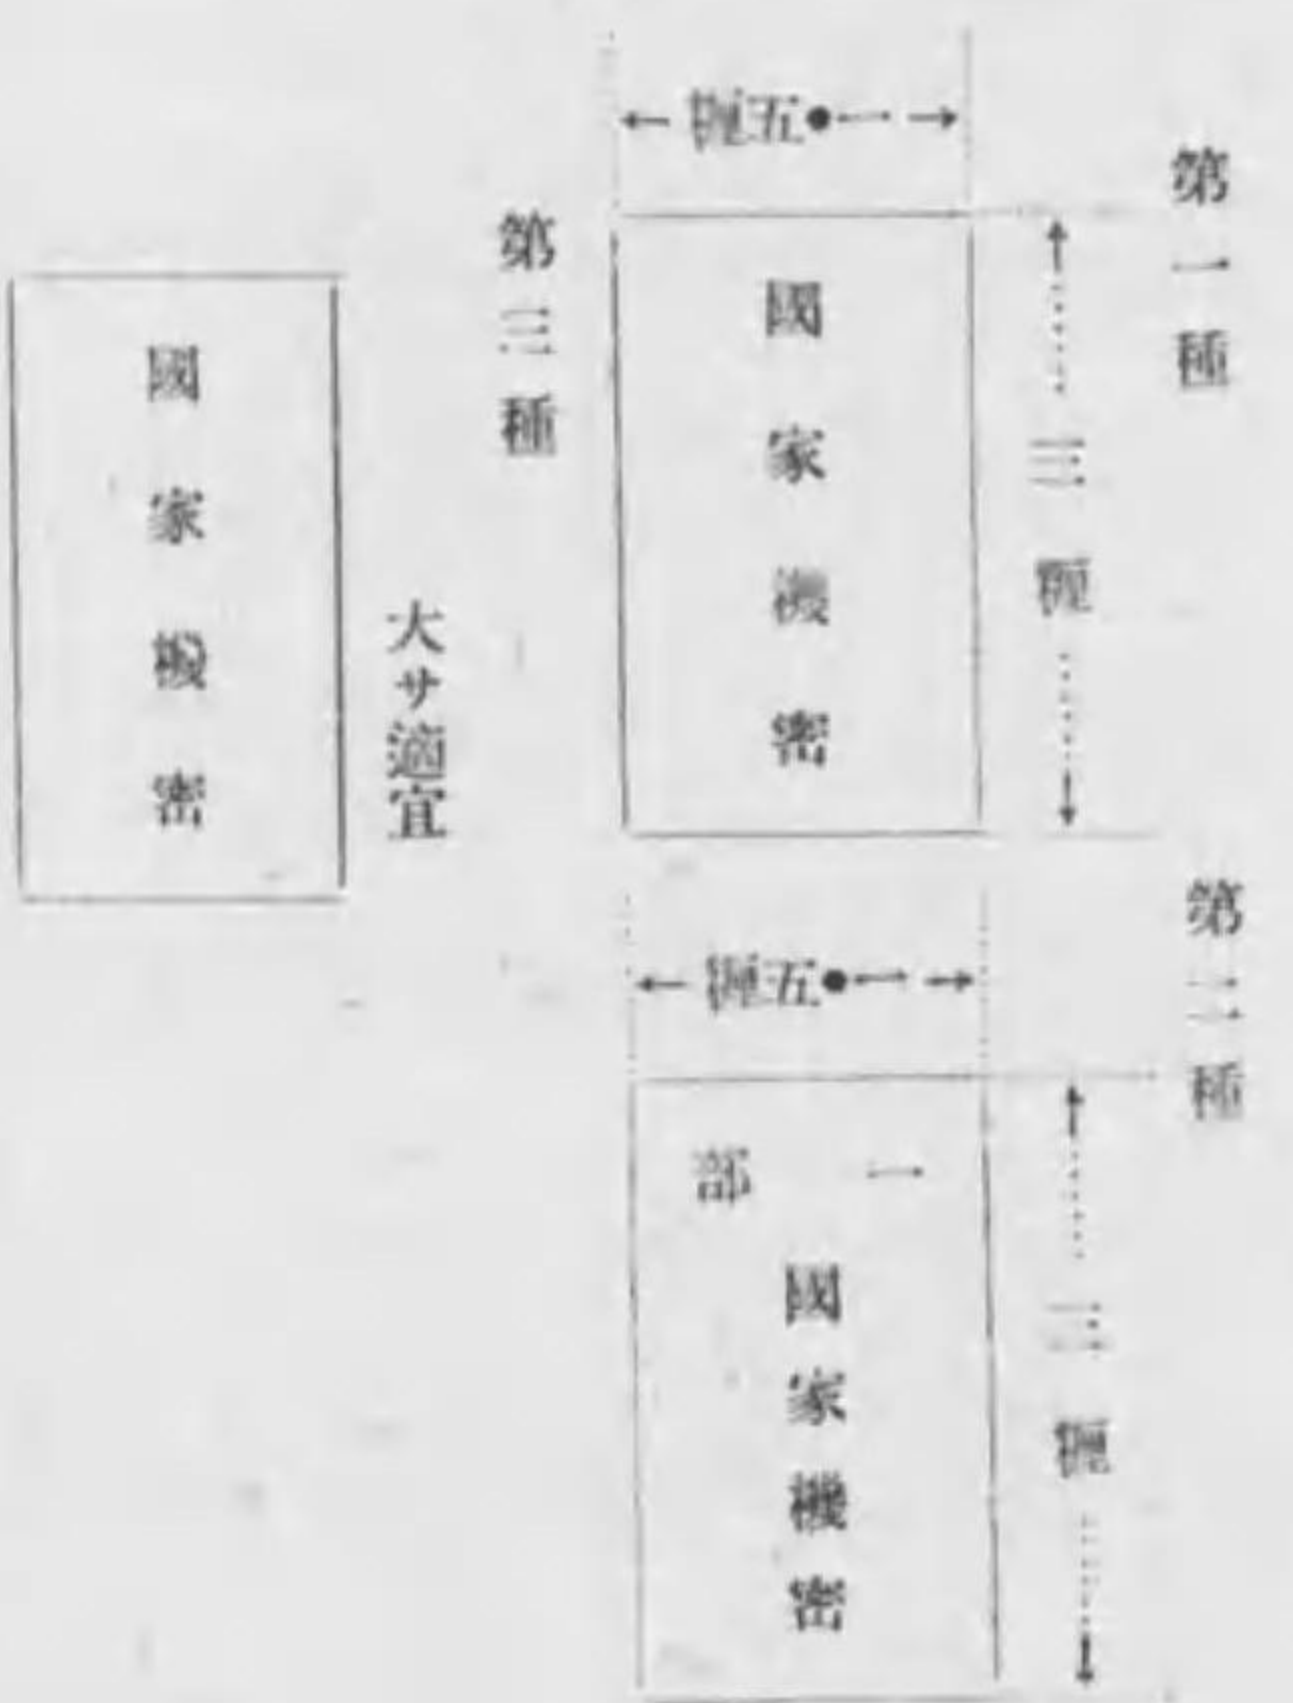 第一種
三糎
一•五糎
國家機密
第二種
三糎
一•五糎
一部
國家機密
第三種
大サ適宜
國家機密